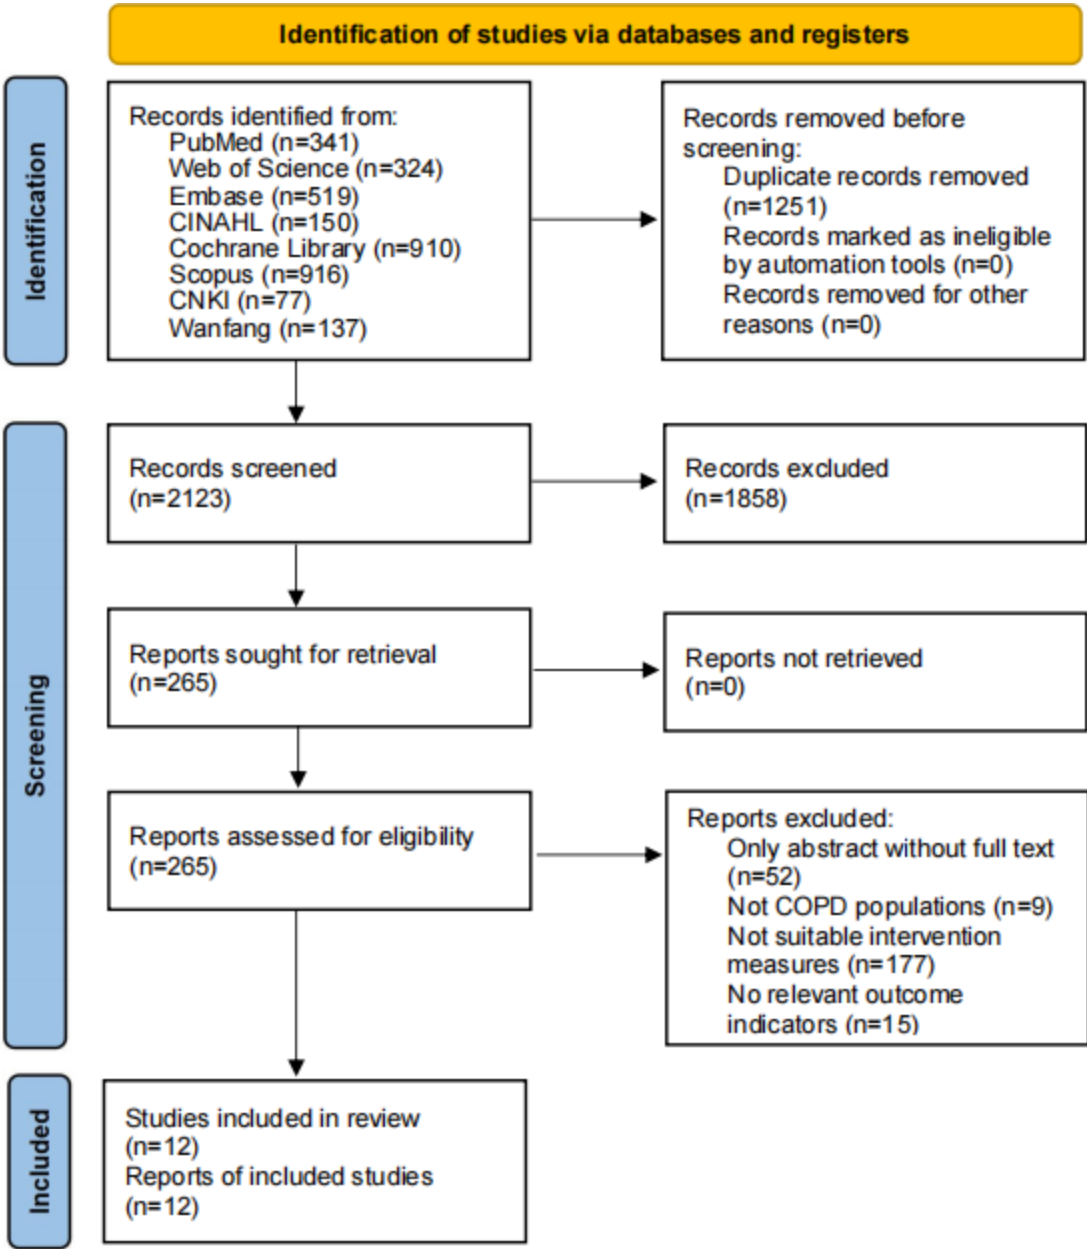 Identification of studies via databases and registers
Identification
Records identified from:
PubMed (n=341)
Web of Science (n=324)
Embase (n=519)
CINAHL (n=150)
Cochrane Library (n=910)
Scopus (n=916)
CNKI (n=77)
Wanfang (n=137)
Records removed before
screening:
Duplicate records removed
(n=1251)
Records marked as ineligible
by automation tools (n=0)
Records removed for other
reasons (n=0)
Screening
Records screened
(n=2123)
Records excluded
(n=1858)
Reports sought for retrieval
(n=265)
Reports not retrieved
(n=0)
Reports assessed for eligibility
(n=265)
Reports excluded:
Only abstract without full text
(n=52)
Not COPD populations (n=9)
Not suitable intervention
measures (n=177)
No relevant outcome
indicators (n=15)
Included
Studies included in review
(n=12)
Reports of included studies
(n=12)